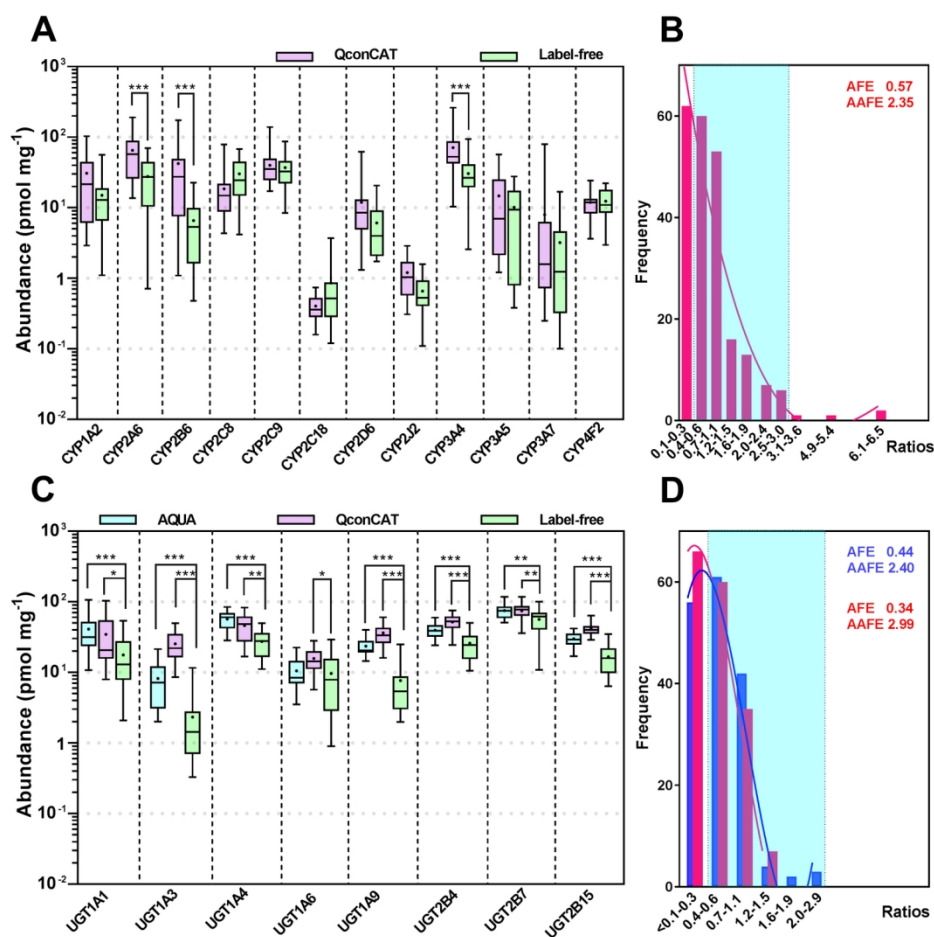 A
QconCAT
Label-free
Abundance (pmol mg⁻¹)
10³
10²
10¹
1
10⁻¹
10⁻²
***
***
***
CYP1A2
CYP2A6
CYP2B6
CYP2C8
CYP2C9
CYP2C18
CYP2D6
CYP2J2
CYP3A4
CYP3A5
CYP3A7
CYP4F2
B
AFE 0.57
AAFE 2.35
Frequency
60
40
20
0
0.1-0.3
0.4-0.6
0.7-1.1
1.2-1.5
1.6-1.9
2.0-2.4
2.5-3.0
3.1-3.6
4.9-5.4
6.1-6.5
Ratios
C
AQUA
QconCAT
Label-free
Abundance (pmol mg⁻¹)
10³
10²
10¹
1
10⁻¹
10⁻²
***
*
***
***
***
**
*
***
***
***
***
**
**
***
***
UGT1A1
UGT1A3
UGT1A4
UGT1A6
UGT1A9
UGT2B4
UGT2B7
UGT2B15
D
AFE 0.44
AAFE 2.40
AFE 0.34
AAFE 2.99
Frequency
60
40
20
0
<0.1-0.3
0.4-0.6
0.7-1.1
1.2-1.5
1.6-1.9
2.0-2.9
Ratios